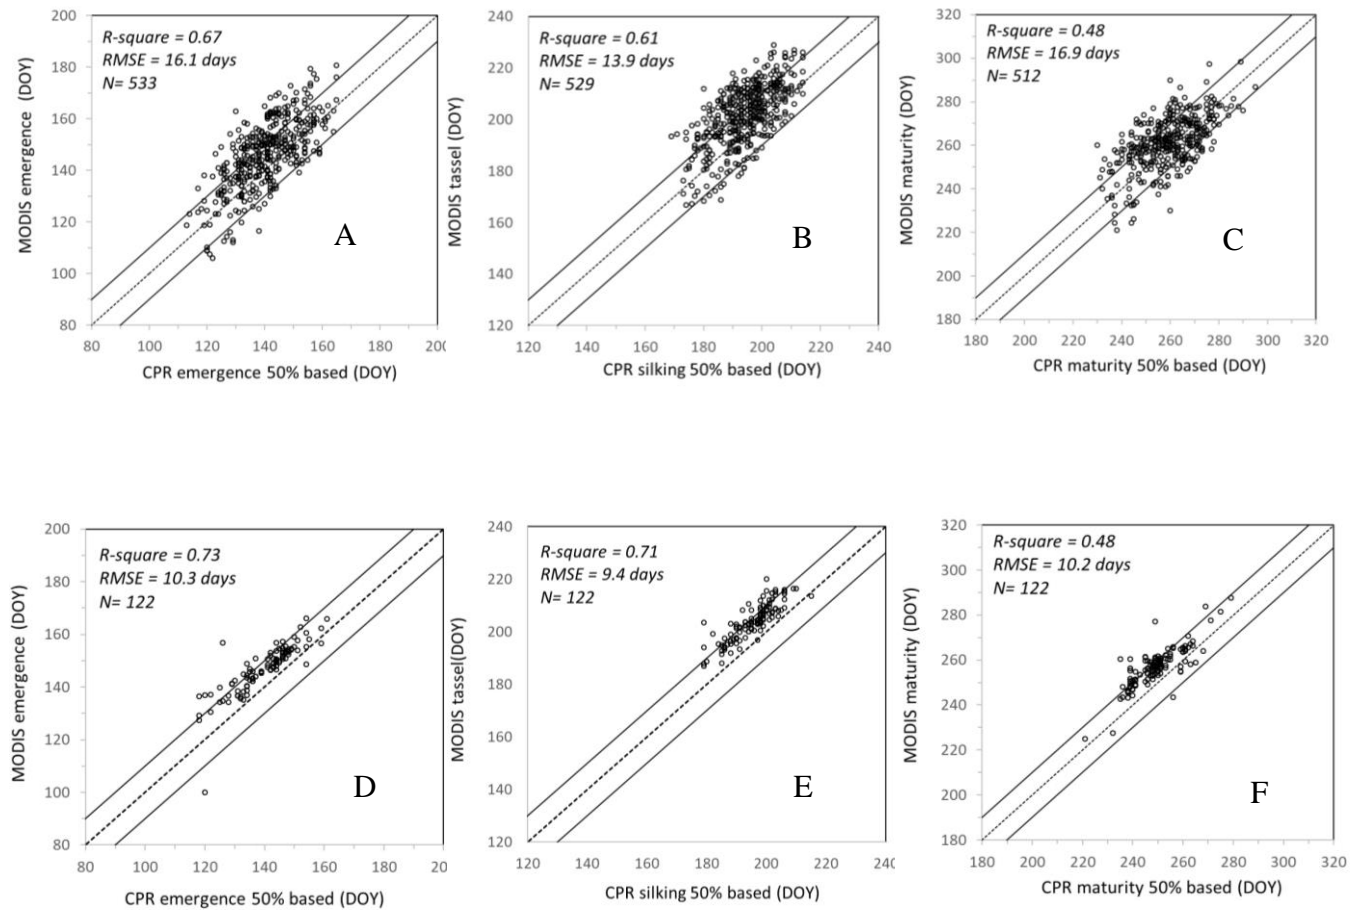 R-square = 0.67
RMSE = 16.1 days
N= 533
MODIS emergence (DOY)
200
180
160
140
120
100
80
80 100 120 140 160 180 200
CPR emergence 50% based (DOY)
A
R-square = 0.61
RMSE = 13.9 days
N= 529
MODIS tassel (DOY)
240
220
200
180
160
140
120
120 140 160 180 200 220 240
CPR silking 50% based (DOY)
B
R-square = 0.48
RMSE = 16.9 days
N= 512
MODIS maturity (DOY)
320
300
280
260
240
220
200
180
180 200 220 240 260 280 300 320
CPR maturity 50% based (DOY)
C
R-square = 0.73
RMSE = 10.3 days
N= 122
MODIS emergence (DOY)
200
180
160
140
120
100
80
80 100 120 140 160 180 20
CPR emergence 50% based (DOY)
D
R-square = 0.71
RMSE = 9.4 days
N= 122
MODIS tassel(DOY)
240
220
200
180
160
140
120
120 140 160 180 200 220 24
CPR silking 50% based (DOY)
E
R-square = 0.48
RMSE = 10.2 days
N= 122
MODIS maturity (DOY)
320
300
280
260
240
220
200
180
180 200 220 240 260 280 300 320
CPR maturity 50% based (DOY)
F